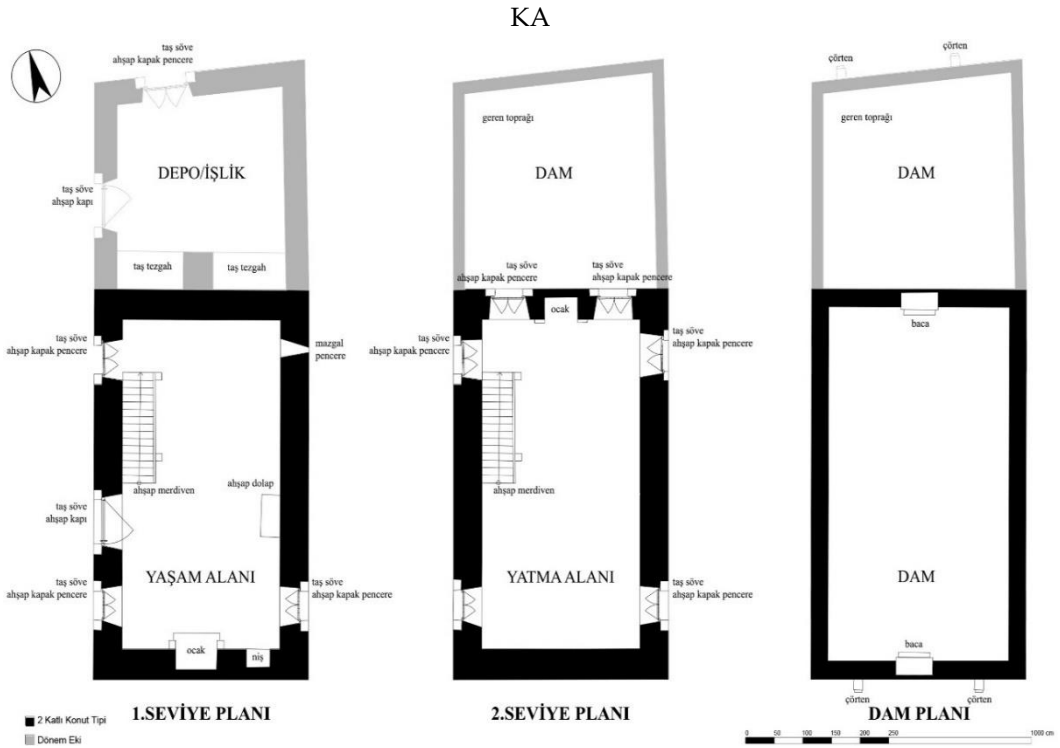 KA
taş söve
ahşap kapak pencere
DEPO/İŞLİK
taş söve
ahşap kapı
taş tezgah
taş tezgah
taş söve
ahşap kapak pencere
mazgal
pencere
ahşap merdiven
ahşap dolap
taş söve
ahşap kapı
YAŞAM ALANI
taş söve
ahşap kapak pencere
taş söve
ahşap kapak pencere
ocak
niş
1.SEVİYE PLANI
2 Katlı Konut Tipi
Dönem Eki
geren toprağı
DAM
taş söve
ahşap kapak pencere
taş söve
ahşap kapak pencere
ocak
taş söve
ahşap kapak pencere
taş söve
ahşap kapak pencere
ahşap merdiven
YATMA ALANI
taş söve
ahşap kapak pencere
2.SEVİYE PLANI
çörten
çörten
geren toprağı
DAM
baca
DAM
baca
çörten
çörten
DAM PLANI
0 50 100 150 200 250 1000 cm